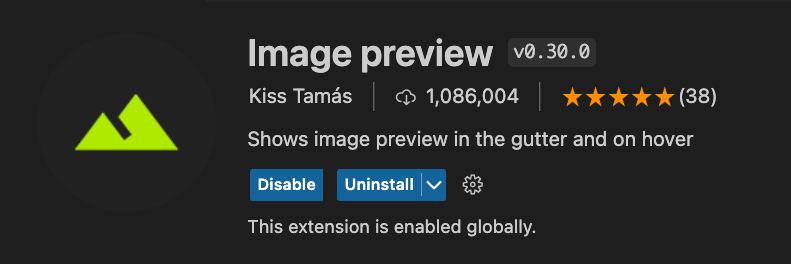 Image preview v0.30.0
Kiss Tamás 1,086,004 (38)
Shows image preview in the gutter and on hover
Disable Uninstall
This extension is enabled globally.